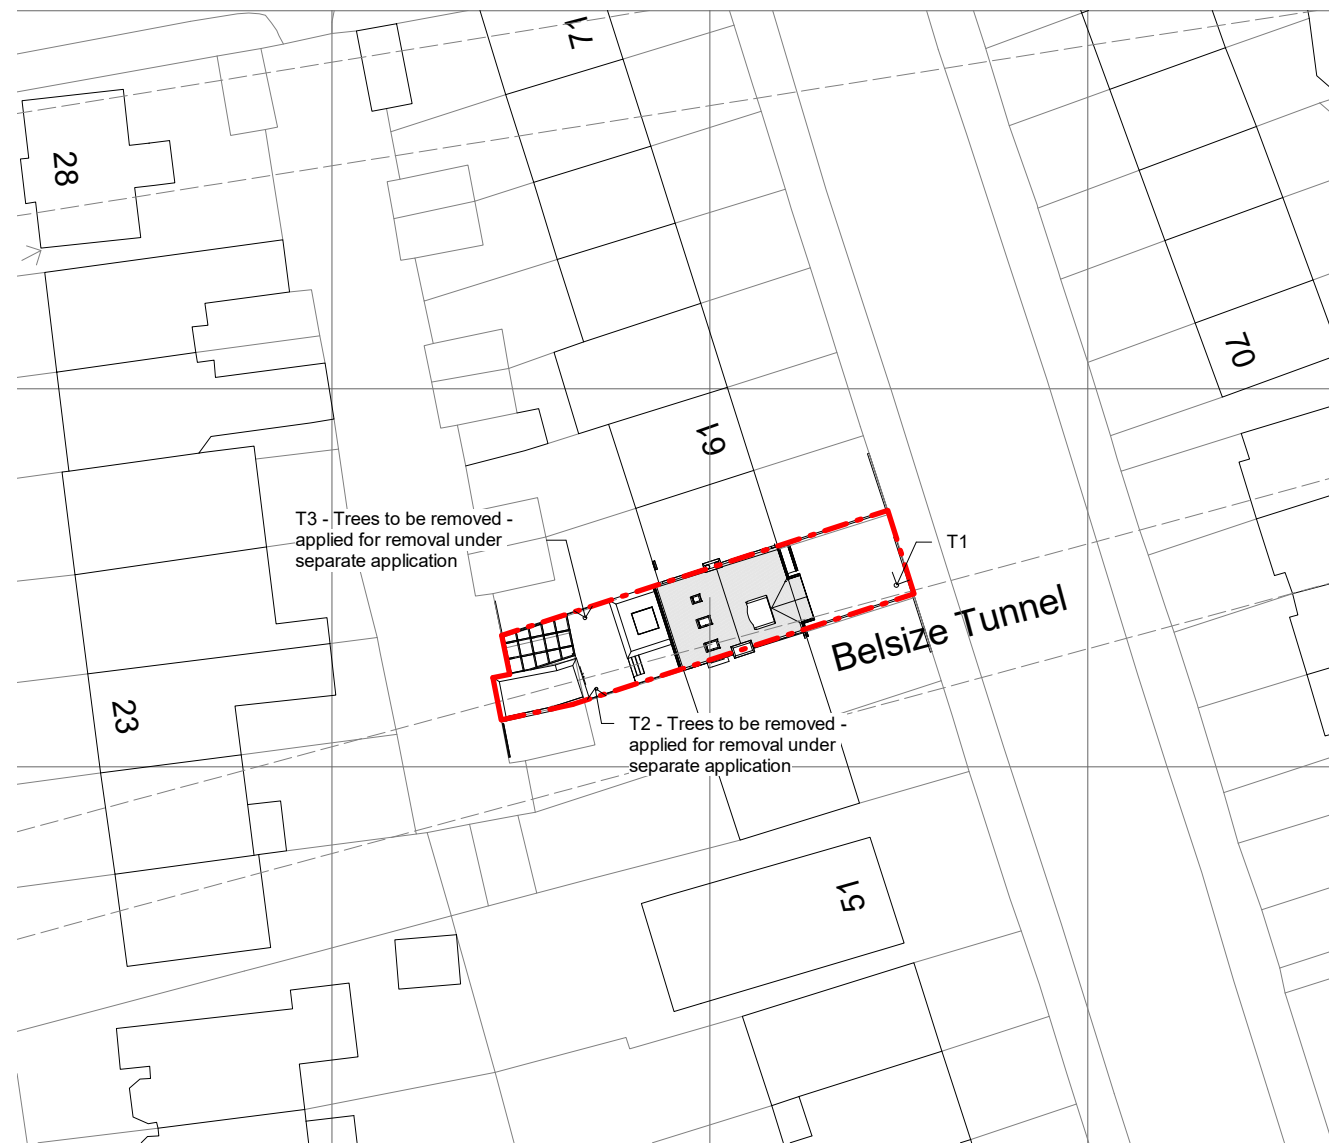 71
28
70
61
T3 - Trees to be removed -
applied for removal under
separate application
T1
Belsize Tunnel
23
T2 - Trees to be removed -
applied for removal under
separate application
51